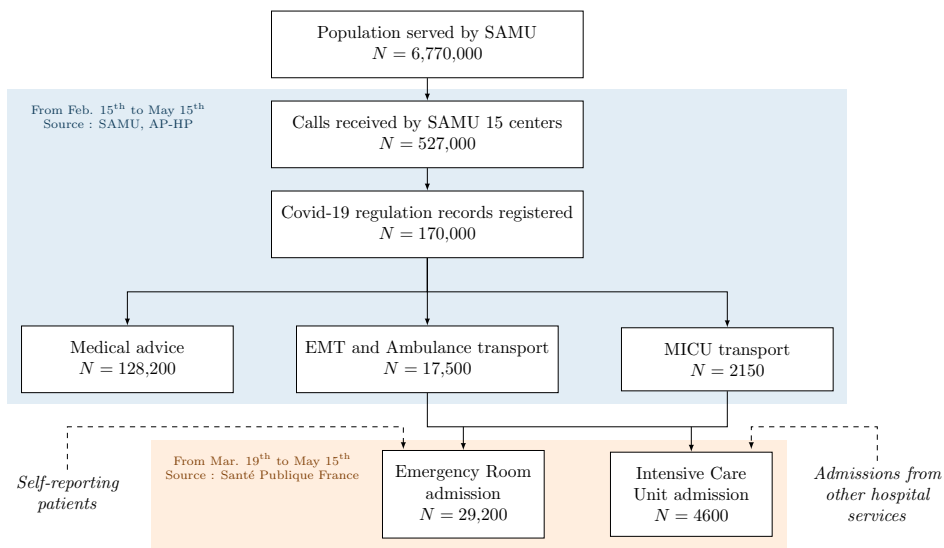 Population served by SAMU
N = 6,770,000
From Feb. 15th to May 15th
Source : SAMU, AP-HP
Calls received by SAMU 15 centers
N = 527,000
Covid-19 regulation records registered
N = 170,000
Medical advice
N = 128,200
EMT and Ambulance transport
N = 17,500
MICU transport
N = 2150
From Mar. 19th to May 15th
Source : Santé Publique France
Self-reporting
patients
Emergency Room
admission
N = 29,200
Intensive Care
Unit admission
N = 4600
Admissions from
other hospital
services